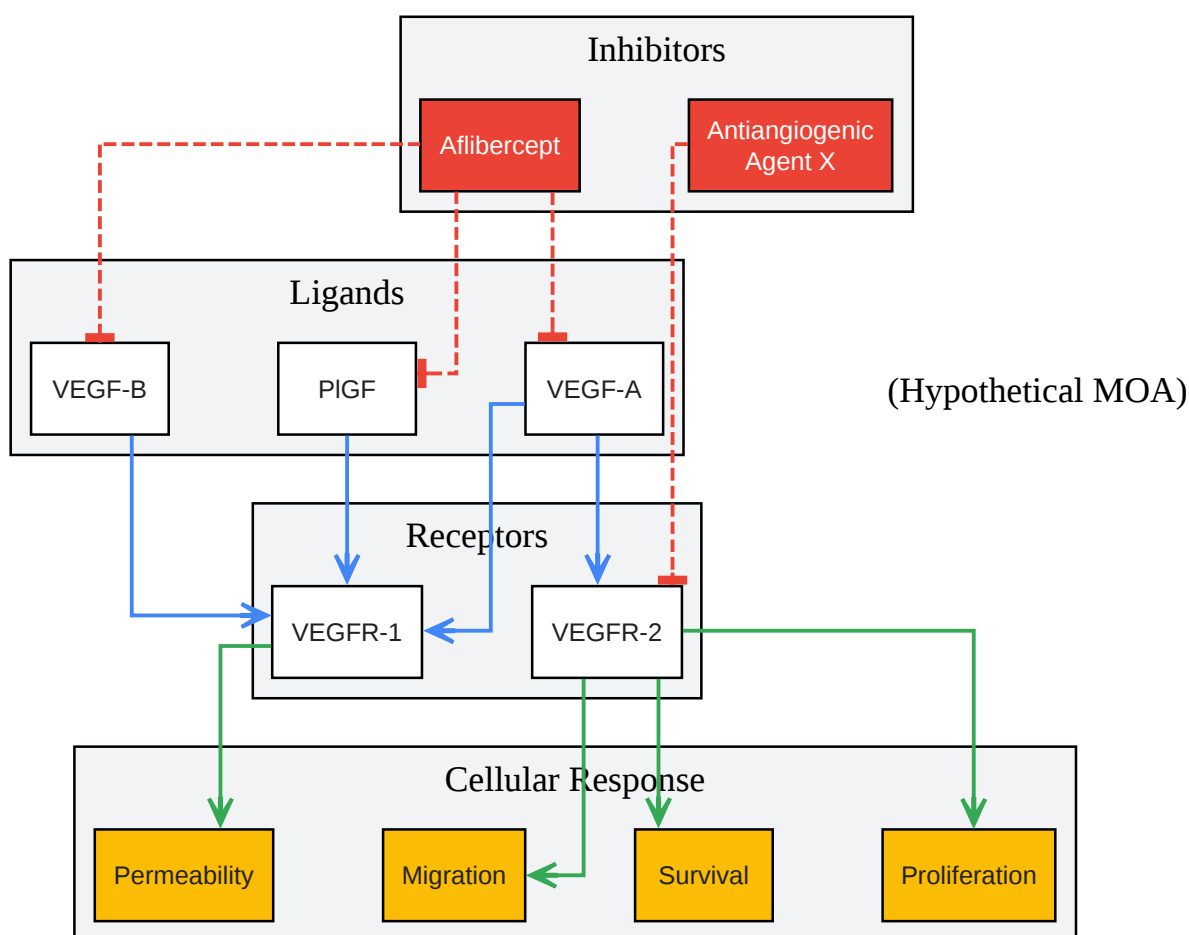 Inhibitors
Aflibercept
Antiangiogenic
Agent X
Ligands
VEGF-B
PlGF
VEGF-A
(Hypothetical MOA)
Receptors
VEGFR-1
VEGFR-2
Cellular Response
Permeability
Migration
Survival
Proliferation